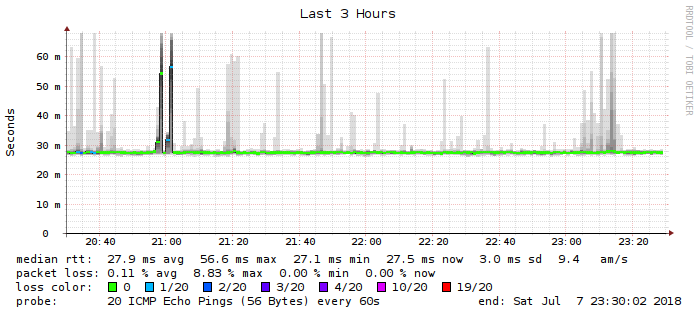 Last 3 Hours
RRDTOOL / TOBI OETIKER
Seconds
60 m
50 m
40 m
30 m
20 m
10 m
0
20:40 21:00 21:20 21:40 22:00 22:20 22:40 23:00 23:20
median rtt: 27.9 ms avg 56.6 ms max 27.1 ms min 27.5 ms now 3.0 ms sd 9.4 am/s
packet loss: 0.11 % avg 8.83 % max 0.00 % min 0.00 % now
loss color: 0 1/20 2/20 3/20 4/20 10/20 19/20
probe: 20 ICMP Echo Pings (56 Bytes) every 60s end: Sat Jul 7 23:30:02 2018